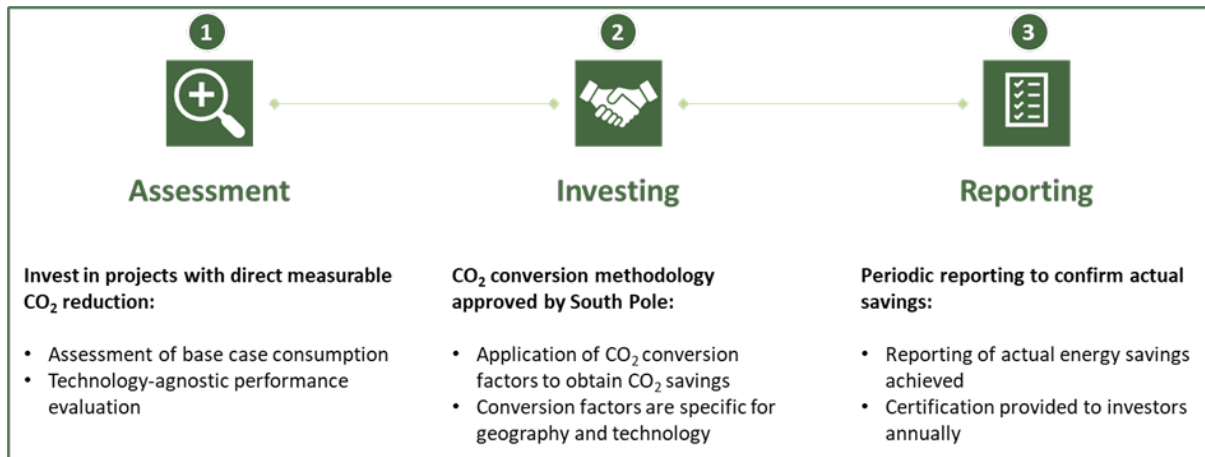 1
Assessment
Invest in projects with direct measurable
CO₂ reduction:
• Assessment of base case consumption
• Technology-agnostic performance
evaluation
2
Investing
CO₂ conversion methodology
approved by South Pole:
• Application of CO₂ conversion
factors to obtain CO₂ savings
• Conversion factors are specific for
geography and technology
3
Reporting
Periodic reporting to confirm actual
savings:
• Reporting of actual energy savings
achieved
• Certification provided to investors
annually